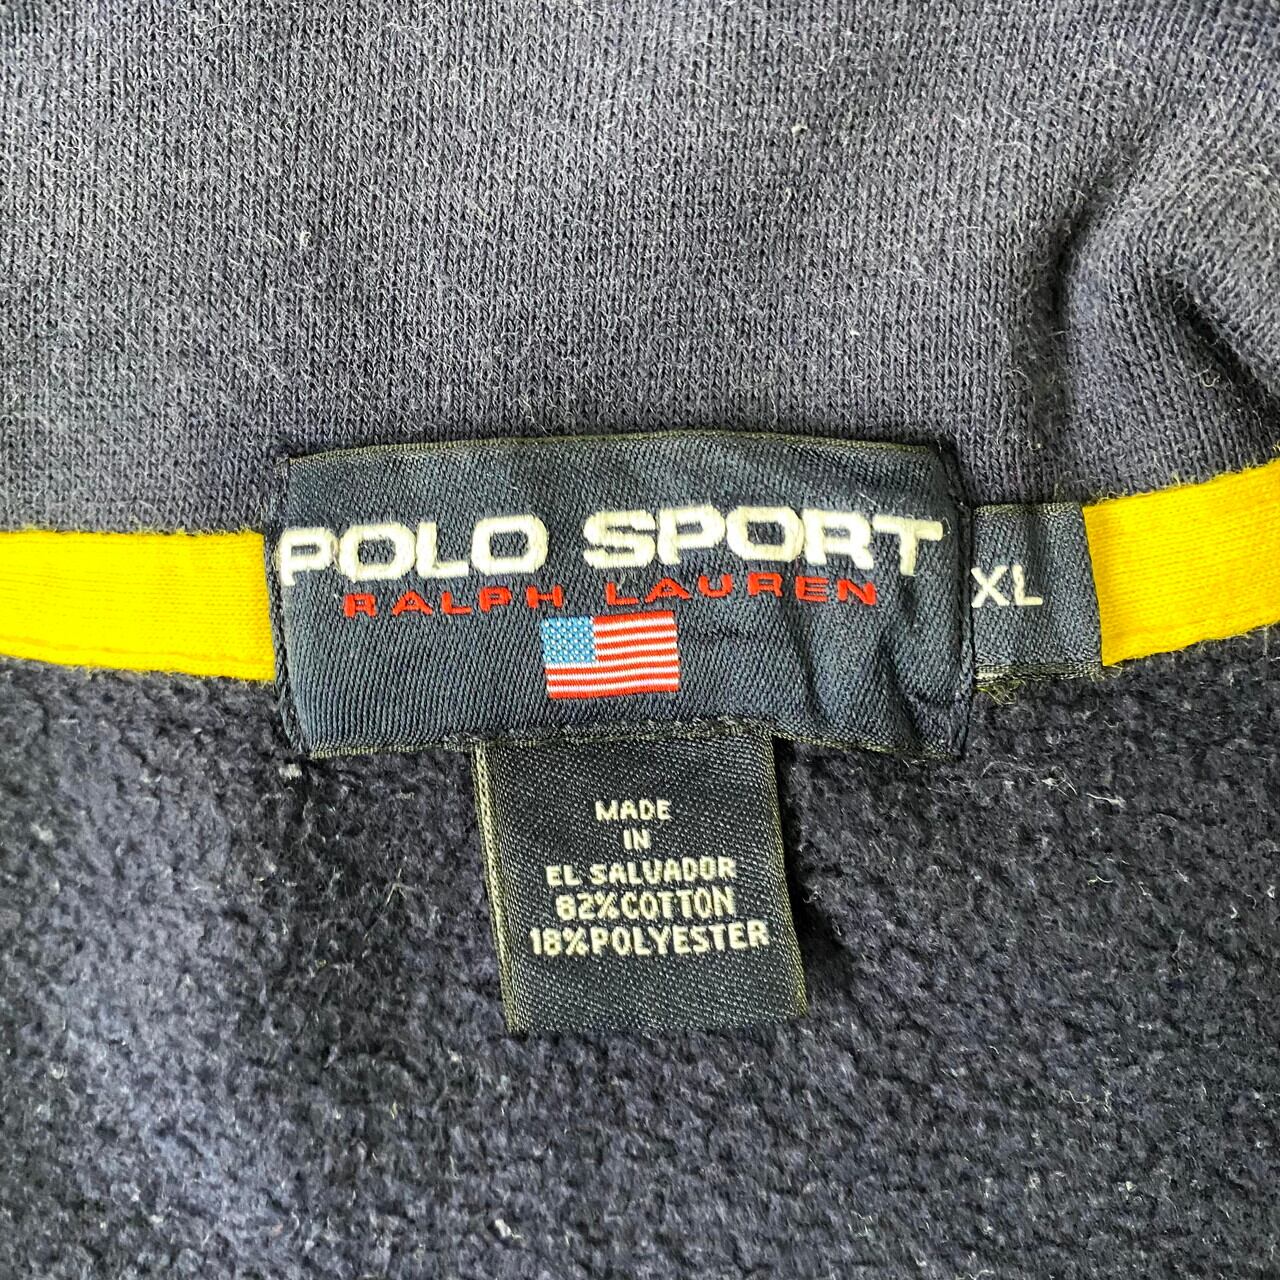 POLO SPORT
RALPH LAUREN
XL
MADE
IN
EL SALVADOR
82%COTTON
18%POLYESTER